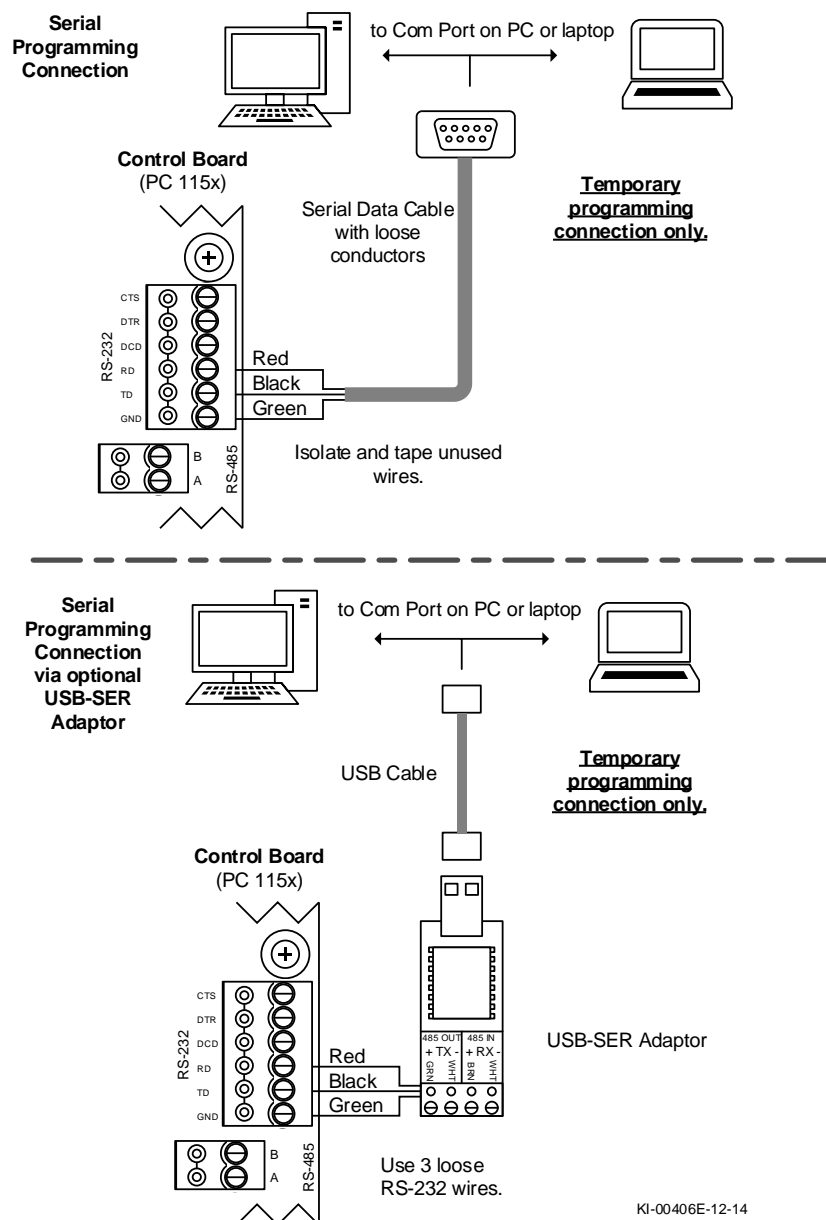 Serial
Programming
Connection
to Com Port on PC or laptop
Control Board
(PC 115x)
Serial Data Cable
with loose
conductors
Temporary
programming
connection only.
CTS
DTR
DCD
RD
TD
GND
RS-232
Red
Black
Green
B
A
RS-485
Isolate and tape unused
wires.
Serial
Programming
Connection
via optional
USB-SER
Adaptor
to Com Port on PC or laptop
USB Cable
Temporary
programming
connection only.
Control Board
(PC 115x)
CTS
DTR
DCD
RD
TD
GND
RS-232
Red
Black
Green
485 OUT 485 IN
+ TX - + RX -
GRN WHT BRN WHT
USB-SER Adaptor
B
A
RS-485
Use 3 loose
RS-232 wires.
KI-00406E-12-14